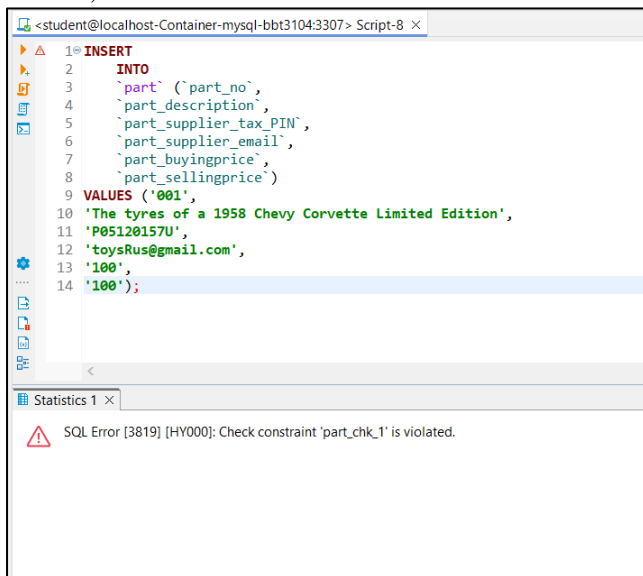 <student@localhost-Container-mysql-bbt3104:3307> Script-8
1 INSERT
2 INTO
3 `part` (`part_no`,
4 `part_description`,
5 `part_supplier_tax_PIN`,
6 `part_supplier_email`,
7 `part_buyingprice`,
8 `part_sellingprice`)
9 VALUES ('001',
10 'The tyres of a 1958 Chevy Corvette Limited Edition',
11 'P05120157U',
12 'toysRus@gmail.com',
13 '100',
14 '100');
Statistics 1
SQL Error [3819] [HY000]: Check constraint 'part_chk_1' is violated.